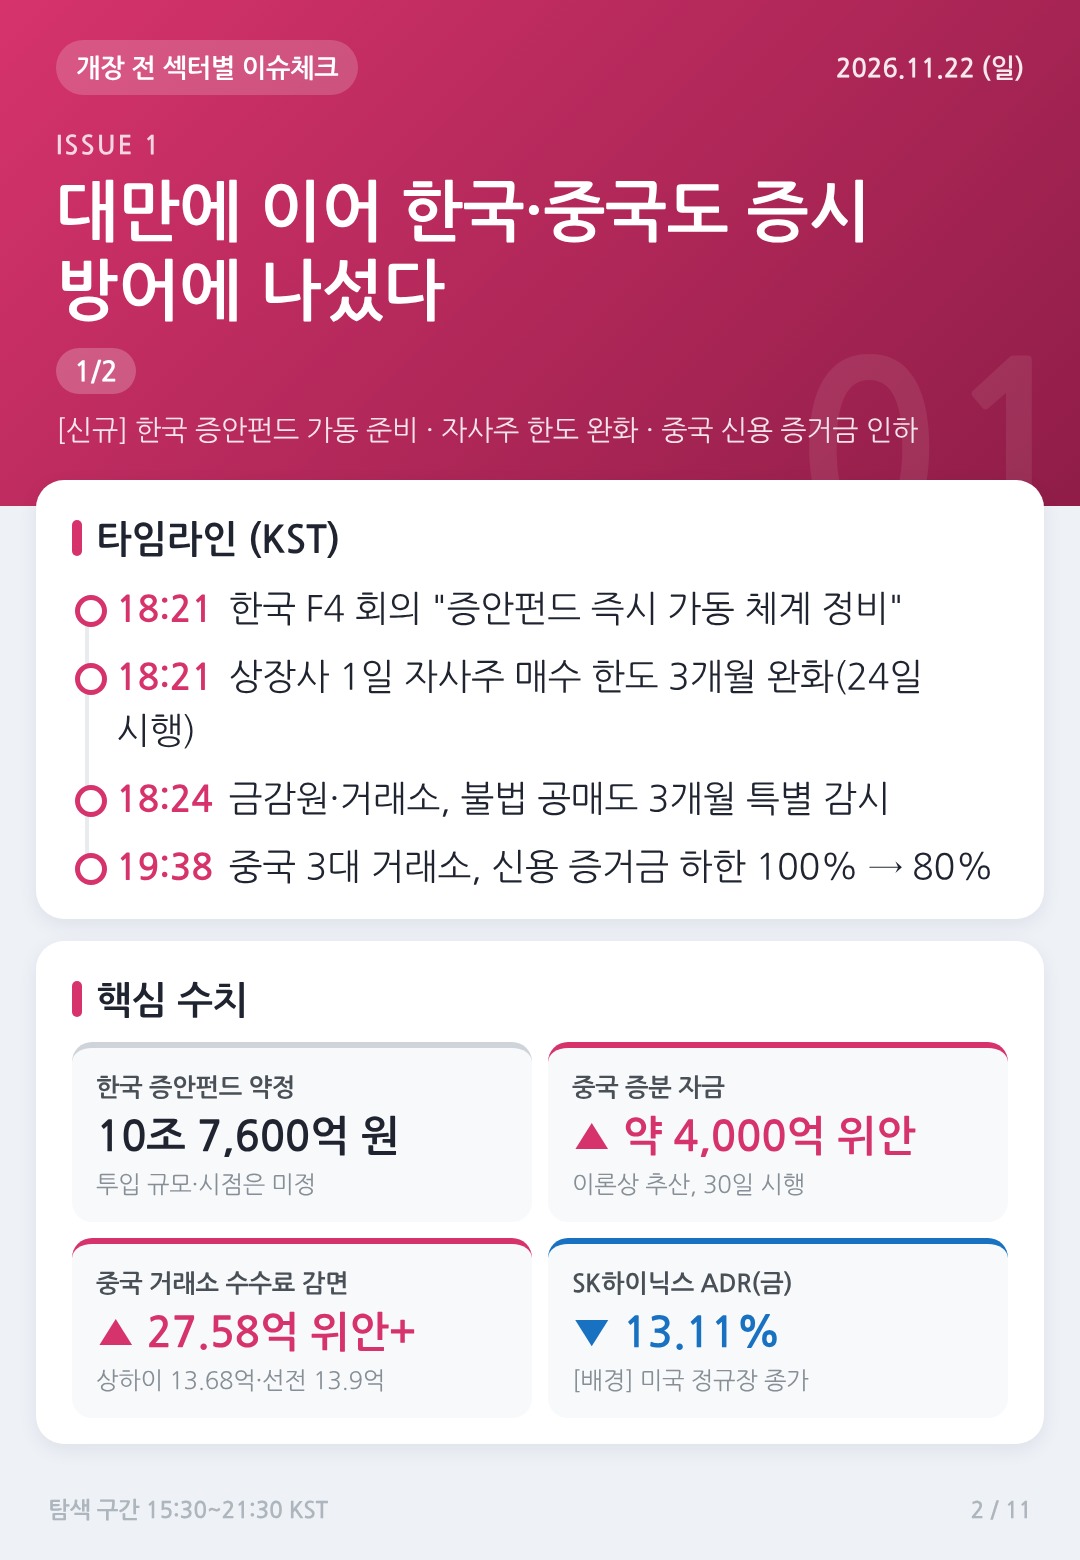 개장 전 섹터별 이슈체크
2026.11.22 (일)
ISSUE 1
대만에 이어 한국·중국도 증시
방어에 나섰다
1/2
[신규] 한국 증안펀드 가동 준비 · 자사주 한도 완화 · 중국 신용 증거금 인하
01
타임라인 (KST)
18:21 한국 F4 회의 "증안펀드 즉시 가동 체계 정비"
18:21 상장사 1일 자사주 매수 한도 3개월 완화(24일
시행)
18:24 금감원·거래소, 불법 공매도 3개월 특별 감시
19:38 중국 3대 거래소, 신용 증거금 하한 100% → 80%
핵심 수치
한국 증안펀드 약정
10조 7,600억 원
투입 규모·시점은 미정
중국 증분 자금
▲ 약 4,000억 위안
이론상 추산, 30일 시행
중국 거래소 수수료 감면
▲ 27.58억 위안+
상하이 13.68억·선전 13.9억
SK하이닉스 ADR(금)
▼ 13.11%
[배경] 미국 정규장 종가
탐색 구간 15:30~21:30 KST
2 / 11